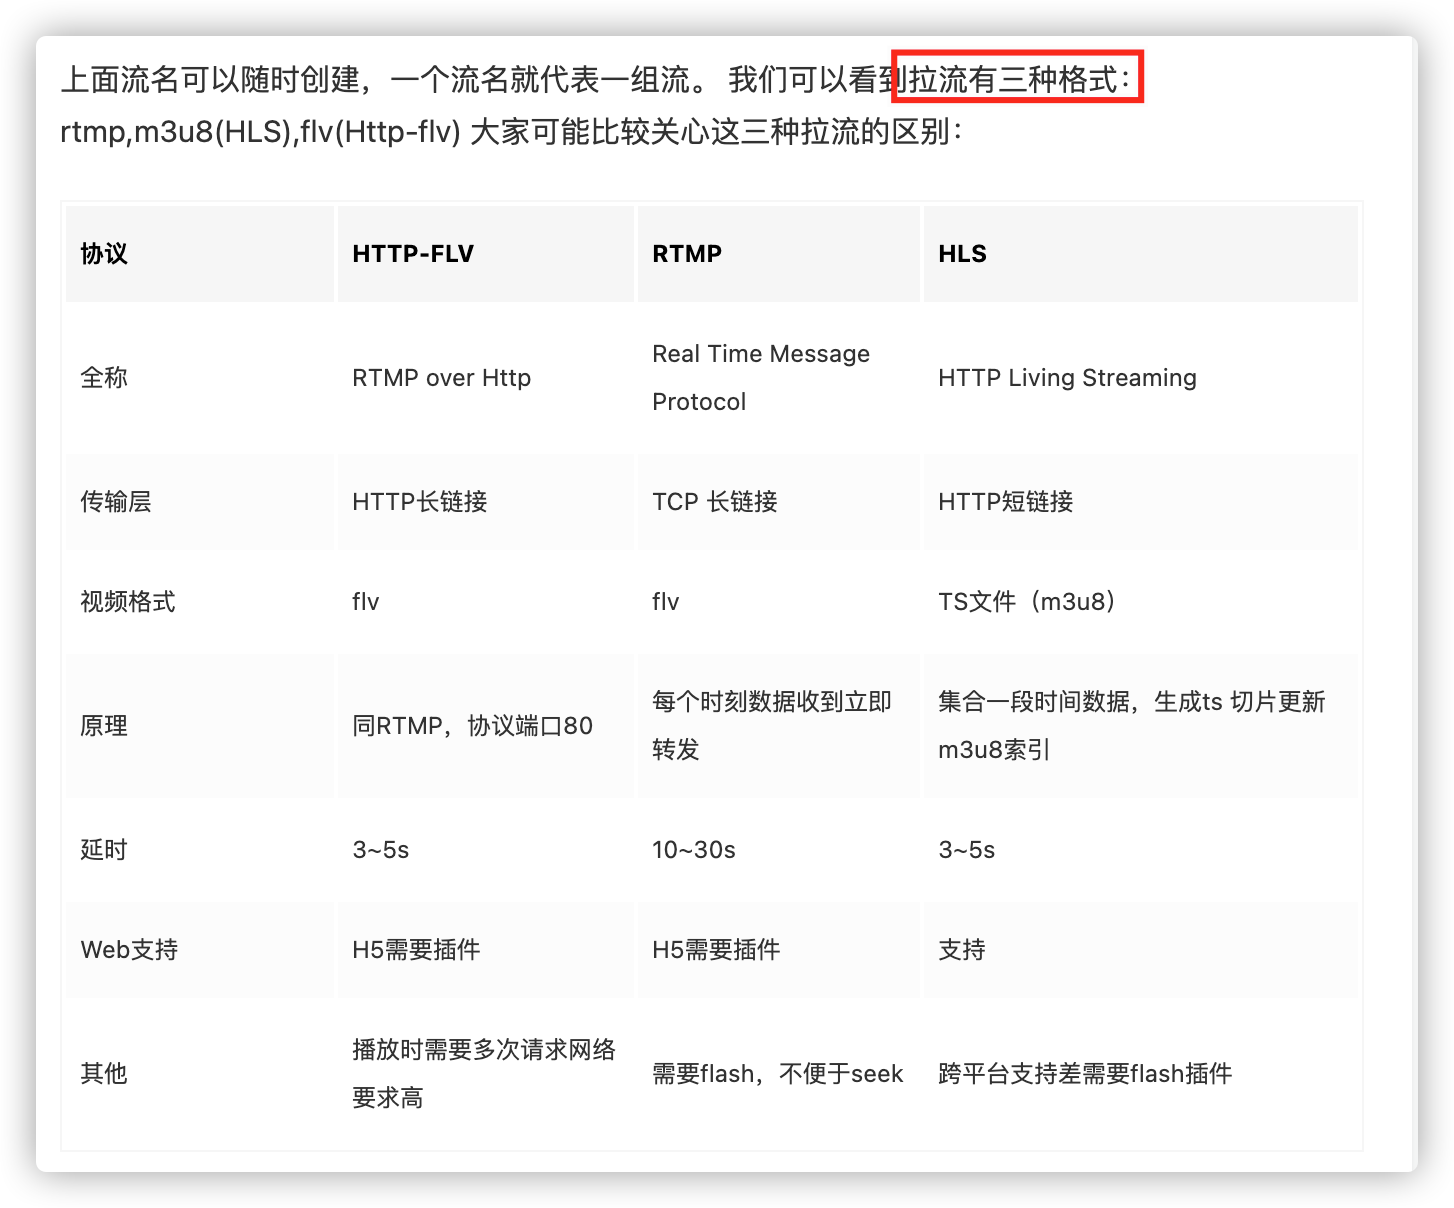 上面流名可以随时创建，一个流名就代表一组流。 我们可以看到拉流有三种格式：
rtmp,m3u8(HLS),flv(Http-flv) 大家可能比较关心这三种拉流的区别：
协议 HTTP-FLV RTMP HLS
全称 RTMP over Http Real Time Message Protocol HTTP Living Streaming
传输层 HTTP长链接 TCP 长链接 HTTP短链接
视频格式 flv flv TS文件（m3u8）
原理 同RTMP，协议端口80 每个时刻数据收到立即转发 集合一段时间数据，生成ts 切片更新m3u8索引
延时 3~5s 10~30s 3~5s
Web支持 H5需要插件 H5需要插件 支持
其他 播放时需要多次请求网络要求高 需要flash，不便于seek 跨平台支持差需要flash插件